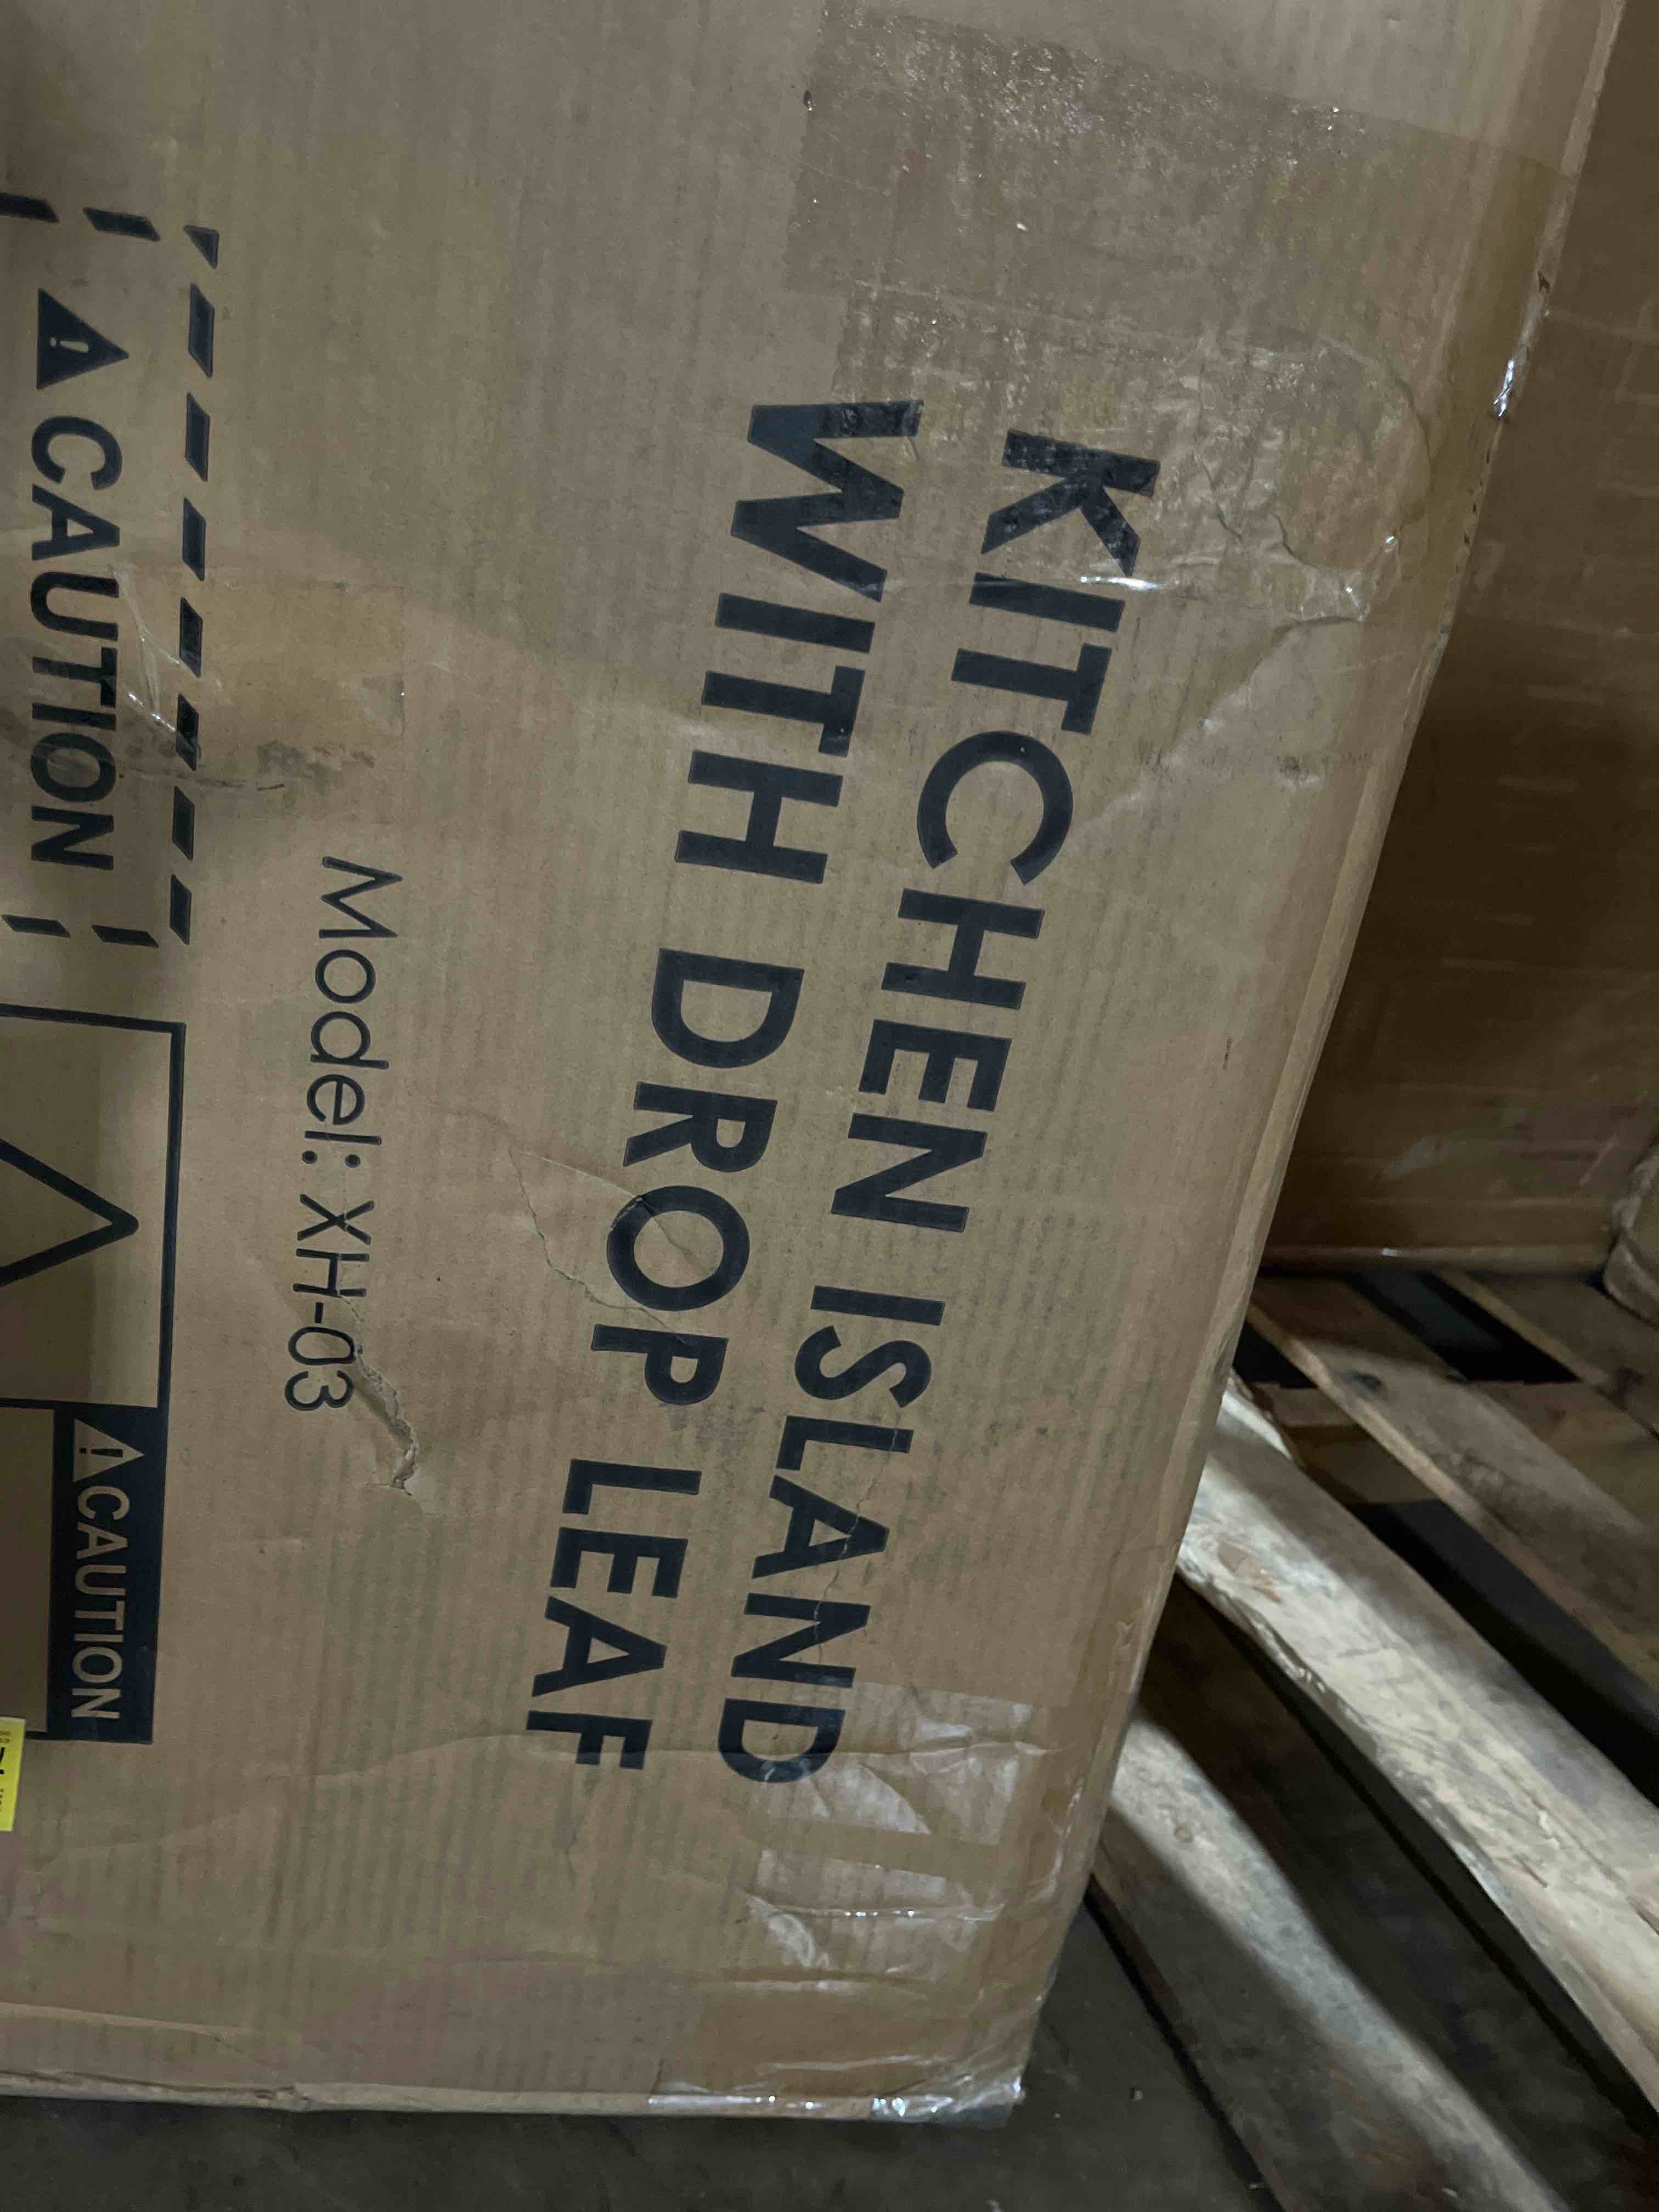 KITCHEN ISLAND
WITH DROP LEAF
Model: XH-03
CAUTION
CAUTION